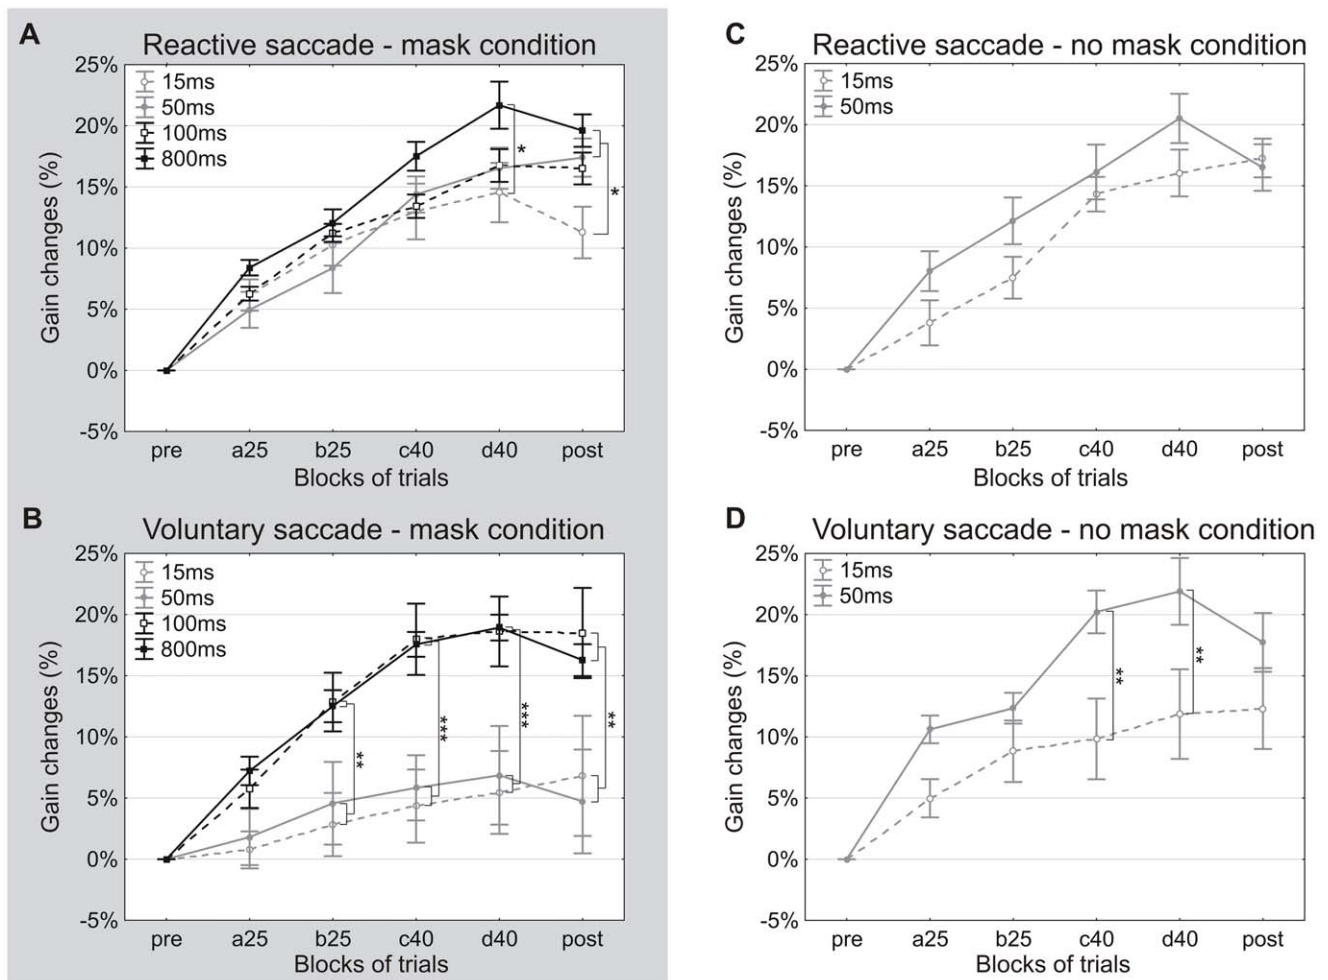 A
Reactive saccade - mask condition
25%
20%
15%
10%
5%
0%
-5%
Gain changes (%)
15ms
50ms
100ms
800ms
*
*
pre a25 b25 c40 d40 post
Blocks of trials
C
Reactive saccade - no mask condition
25%
20%
15%
10%
5%
0%
-5%
Gain changes (%)
15ms
50ms
pre a25 b25 c40 d40 post
Blocks of trials
B
Voluntary saccade - mask condition
25%
20%
15%
10%
5%
0%
-5%
Gain changes (%)
15ms
50ms
100ms
800ms
**
***
***
**
pre a25 b25 c40 d40 post
Blocks of trials
D
Voluntary saccade - no mask condition
25%
20%
15%
10%
5%
0%
-5%
Gain changes (%)
15ms
50ms
**
**
pre a25 b25 c40 d40 post
Blocks of trials